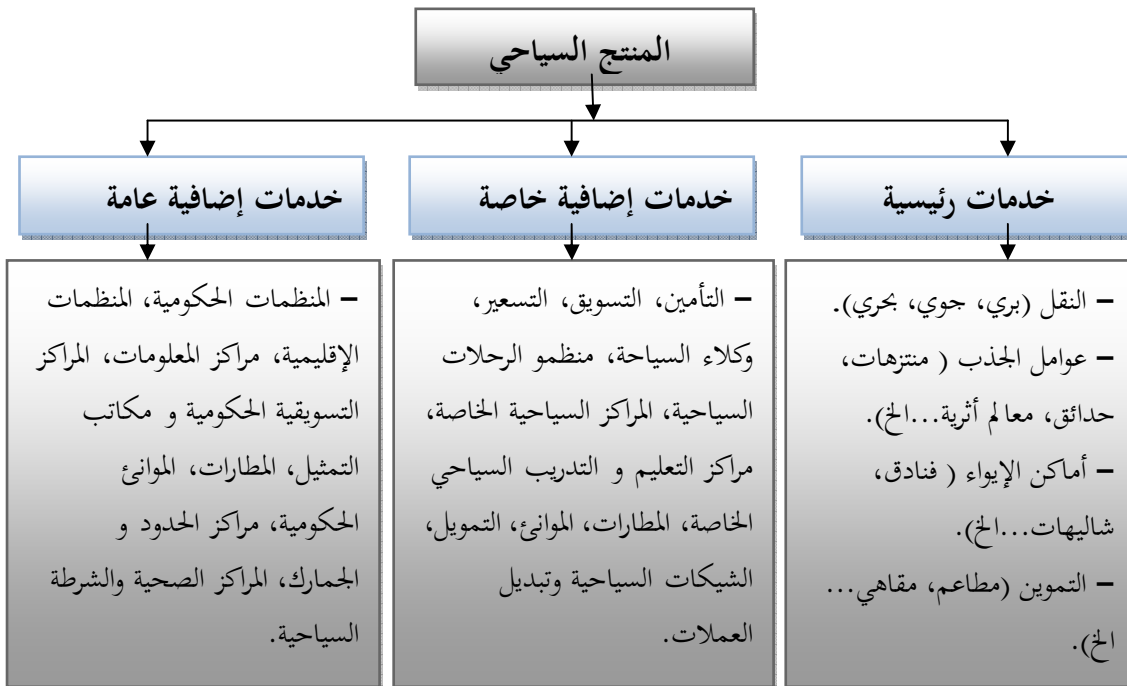 المنتج السياحي
خدمات رئيسية
– النقل (بري، جوي، بحري).
– عوامل الجذب ( منتزهات،
حدائق، معالم أثرية...الخ).
– أماكن الإيواء ( فنادق،
شاليهات...الخ).
– التموين (مطاعم، مقاهي...
الخ).
خدمات إضافية خاصة
– التأمين، التسويق، التسعير،
وكلاء السياحة، منظمو الرحلات
السياحية، المراكز السياحية الخاصة،
مراكز التعليم و التدريب السياحي
الخاصة، المطارات، الموانئ، التمويل،
الشيكات السياحية وتبديل
العملات.
خدمات إضافية عامة
– المنظمات الحكومية، المنظمات
الإقليمية، مراكز المعلومات، المراكز
التسويقية الحكومية و مكاتب
التمثيل، المطارات، الموانئ
الحكومية، مراكز الحدود و
الجمارك، المراكز الصحية والشرطة
السياحية.